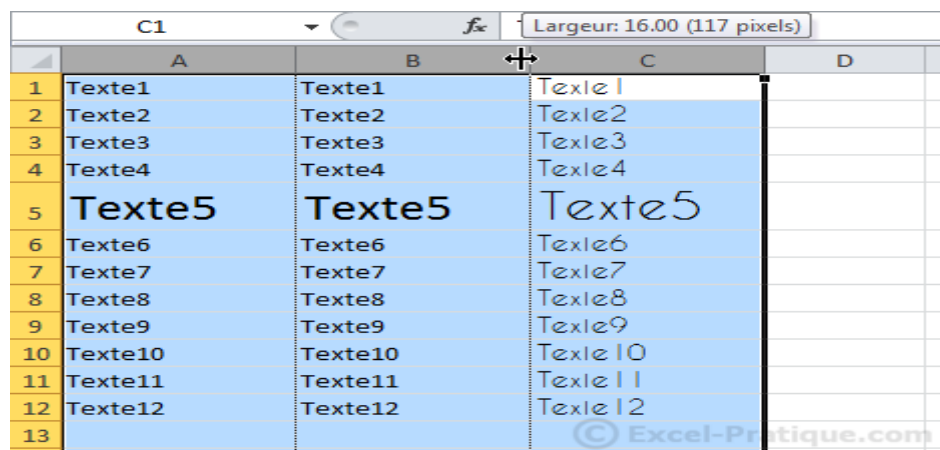 C1 fx Largeur: 16.00 (117 pixels)
A B C D
1 Texte1 Texte1 Texte1
2 Texte2 Texte2 Texte2
3 Texte3 Texte3 Texte3
4 Texte4 Texte4 Texte4
5 Texte5 Texte5 Texte5
6 Texte6 Texte6 Texte6
7 Texte7 Texte7 Texte7
8 Texte8 Texte8 Texte8
9 Texte9 Texte9 Texte9
10 Texte10 Texte10 Texte10
11 Texte11 Texte11 Texte11
12 Texte12 Texte12 Texte12
13
© Excel-Pratique.com